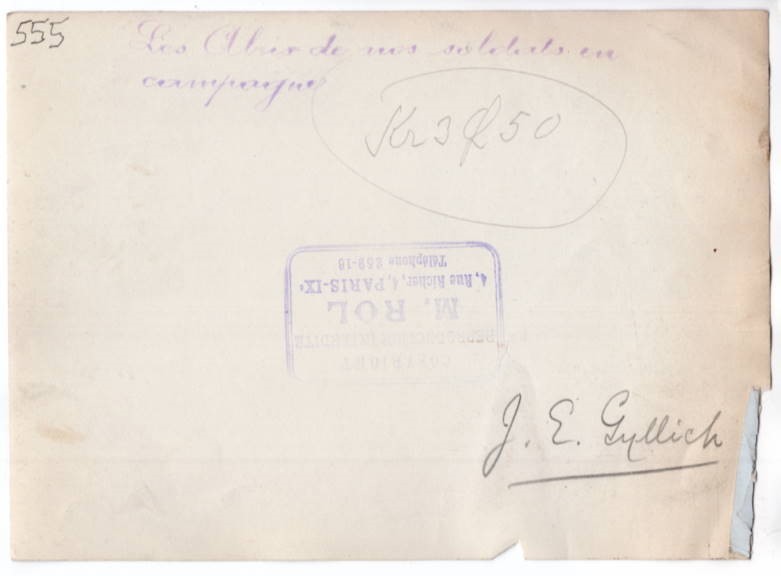 555
Les Abris de nos soldats en
campagne
Kr 3 50
COPYRIGHT
REPRODUCTION INTERDITE
M. ROL
4, Rue Richer, 4, PARIS-IXe
Téléphone 259-18
J. E. Gyllich